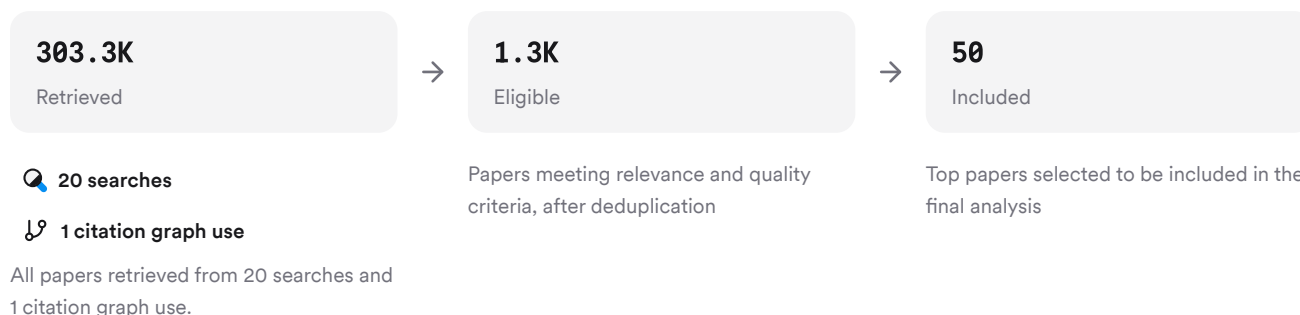 303.3K
Retrieved
1.3K
Eligible
50
Included
20 searches
1 citation graph use
All papers retrieved from 20 searches and
1 citation graph use.
Papers meeting relevance and quality
criteria, after deduplication
Top papers selected to be included in the
final analysis